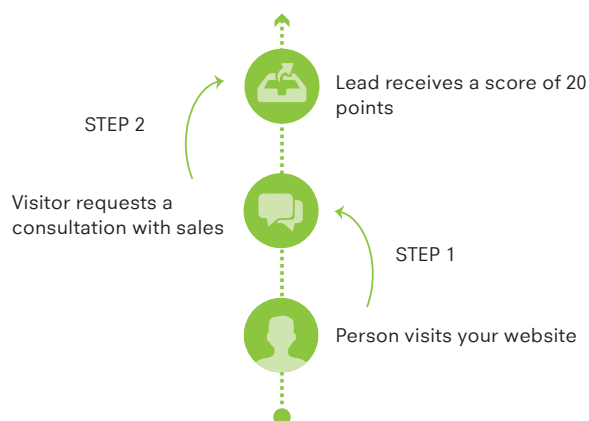 Lead receives a score of 20
points
STEP 2
Visitor requests a
consultation with sales
STEP 1
Person visits your website